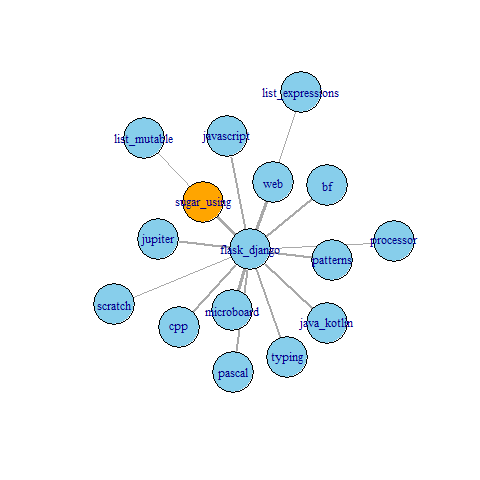 list_expressions
list_mutable
javascript
web
bf
sugar_using
jupiter
flask_django
processor
patterns
scratch
microboard
cpp
java_kotlin
typing
pascal